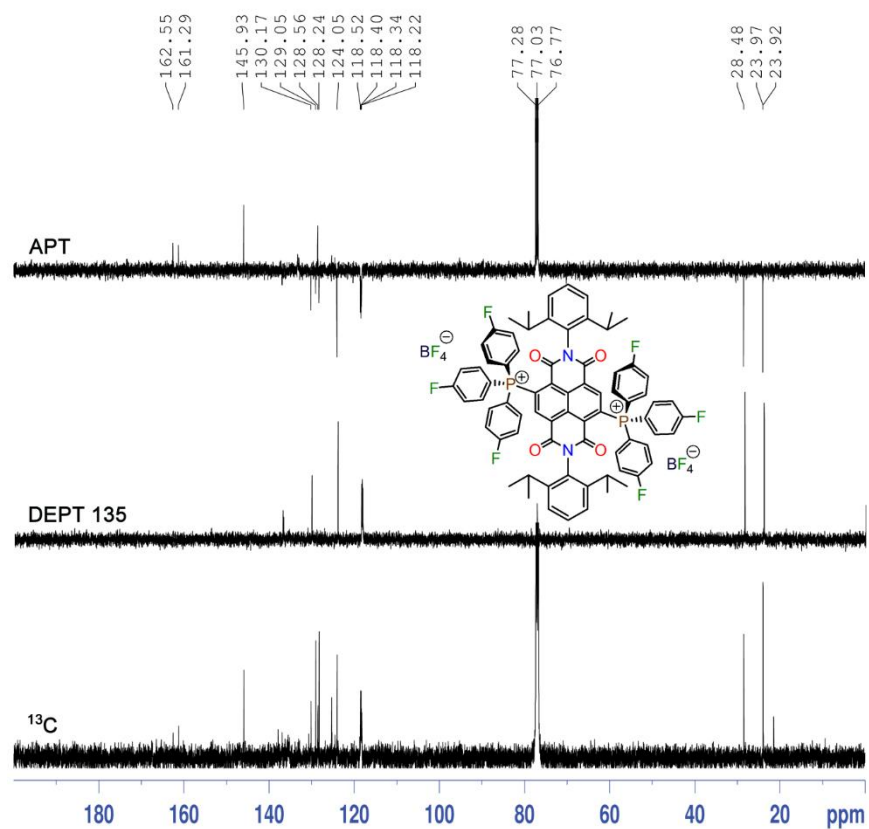 162.55
161.29
145.93
130.17
129.05
128.56
128.24
124.05
118.52
118.40
118.34
118.22
77.28
77.03
76.77
28.48
23.97
23.92
APT
BF4 ⊖
F
F
F
P ⊕
O
N
O
O
N
O
P ⊕
F
F
F
BF4 ⊖
DEPT 135
13C
180 160 140 120 100 80 60 40 20 ppm